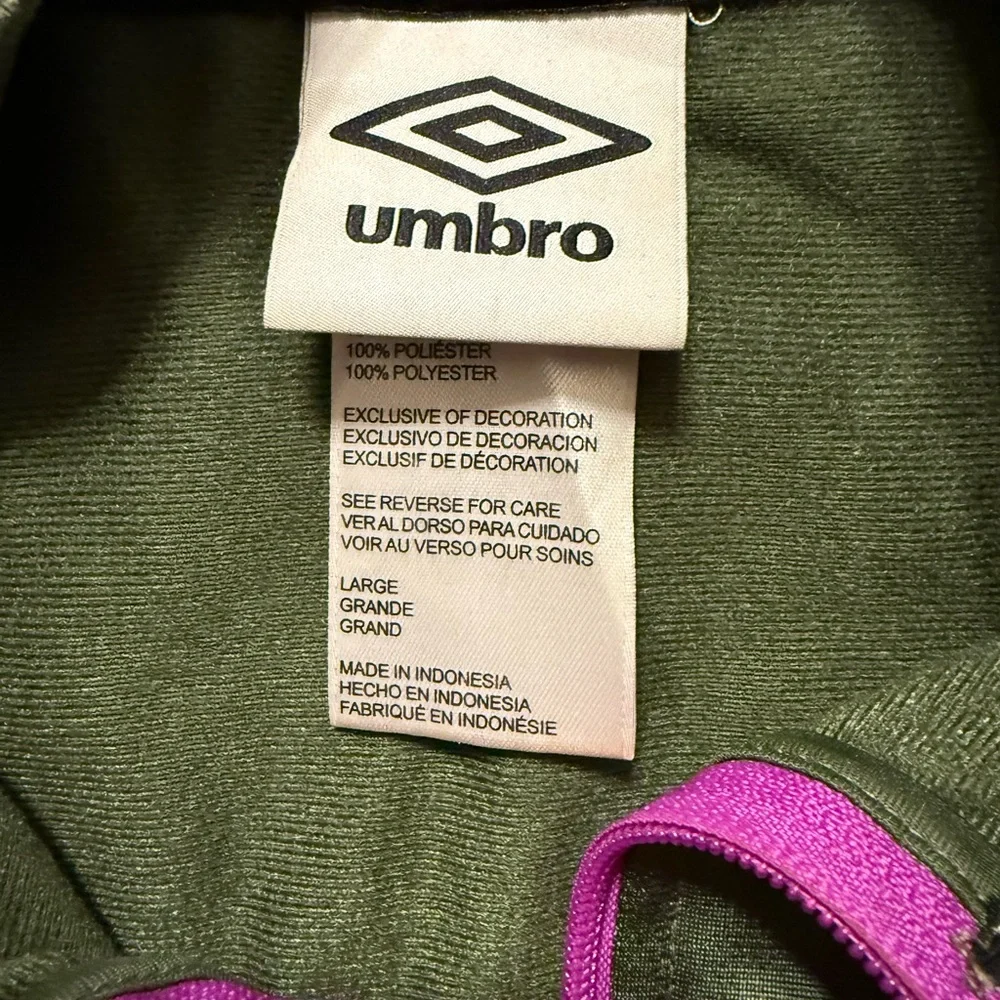 umbro
100% POLIÉSTER
100% POLYESTER
EXCLUSIVE OF DECORATION
EXCLUSIVO DE DECORACION
EXCLUSIF DE DÉCORATION
SEE REVERSE FOR CARE
VER AL DORSO PARA CUIDADO
VOIR AU VERSO POUR SOINS
LARGE
GRANDE
GRAND
MADE IN INDONESIA
HECHO EN INDONESIA
FABRIQUÉ EN INDONÉSIE